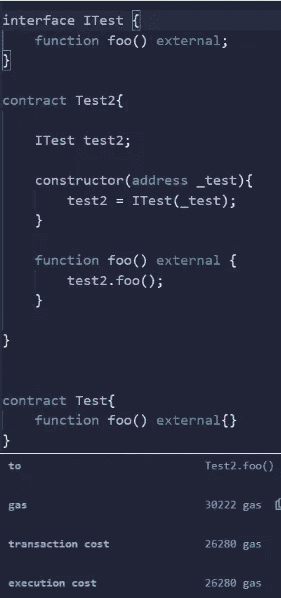 interface ITest {
    function foo() external;
}
contract Test2{
    ITest test2;
    constructor(address _test){
        test2 = ITest(_test);
    }
    function foo() external {
        test2.foo();
    }
}
contract Test{
    function foo() external{}
}
to Test2.foo()
gas 30222 gas
transaction cost 26280 gas
execution cost 26280 gas